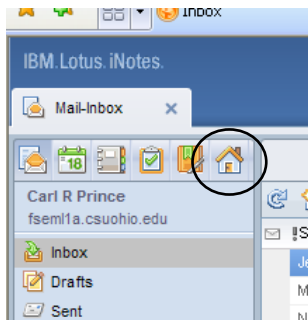 Inbox
IBM. Lotus. iNotes.
Mail-Inbox
18
Carl R Prince
fseml1a.csuohio.edu
Inbox
Drafts
Sent